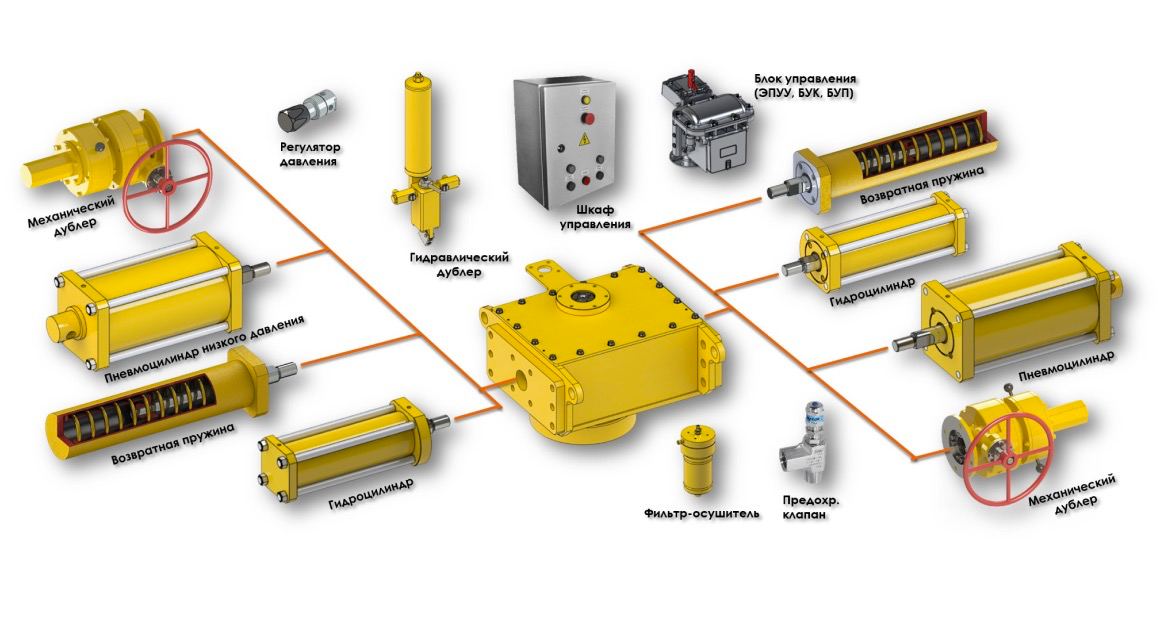 Блок управления
(ЭПУУ, БУК, БУП)
Регулятор
давления
Возвратная пружина
Механический
дублер
Шкаф
управления
Гидравлический
дублер
Гидроцилиндр
Пневмоцилиндр низкого давления
Пневмоцилиндр
Возвратная пружина
Гидроцилиндр
Фильтр-осушитель
Предохр.
клапан
Механический
дублер